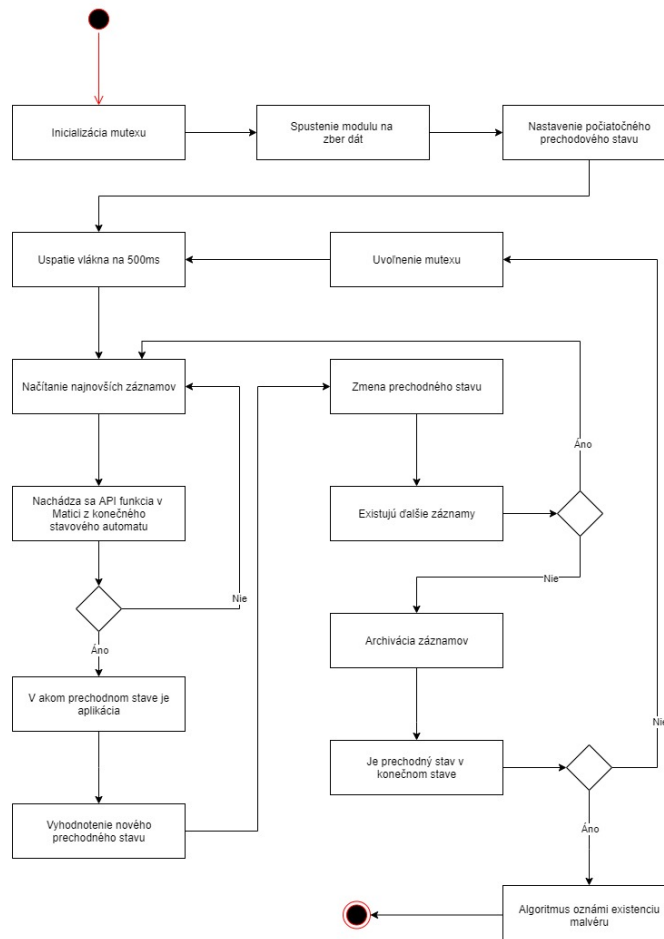 Inicializácia mutexu
Spustenie modulu na
zber dát
Nastavenie počiatočného
prechodového stavu
Uspatie vlákna na 500ms
Uvoľnenie mutexu
Načítanie najnovších záznamov
Zmena prechodného stavu
Áno
Nachádza sa API funkcia v
Matici z konečného
stavového automatu
Existujú ďalšie záznamy
Nie
Nie
Áno
Archivácia záznamov
V akom prechodnom stave je
aplikácia
Nie
Je prechodný stav v
konečnom stave
Vyhodnotenie nového
prechodného stavu
Áno
Algoritmus oznámi existenciu
malvéru